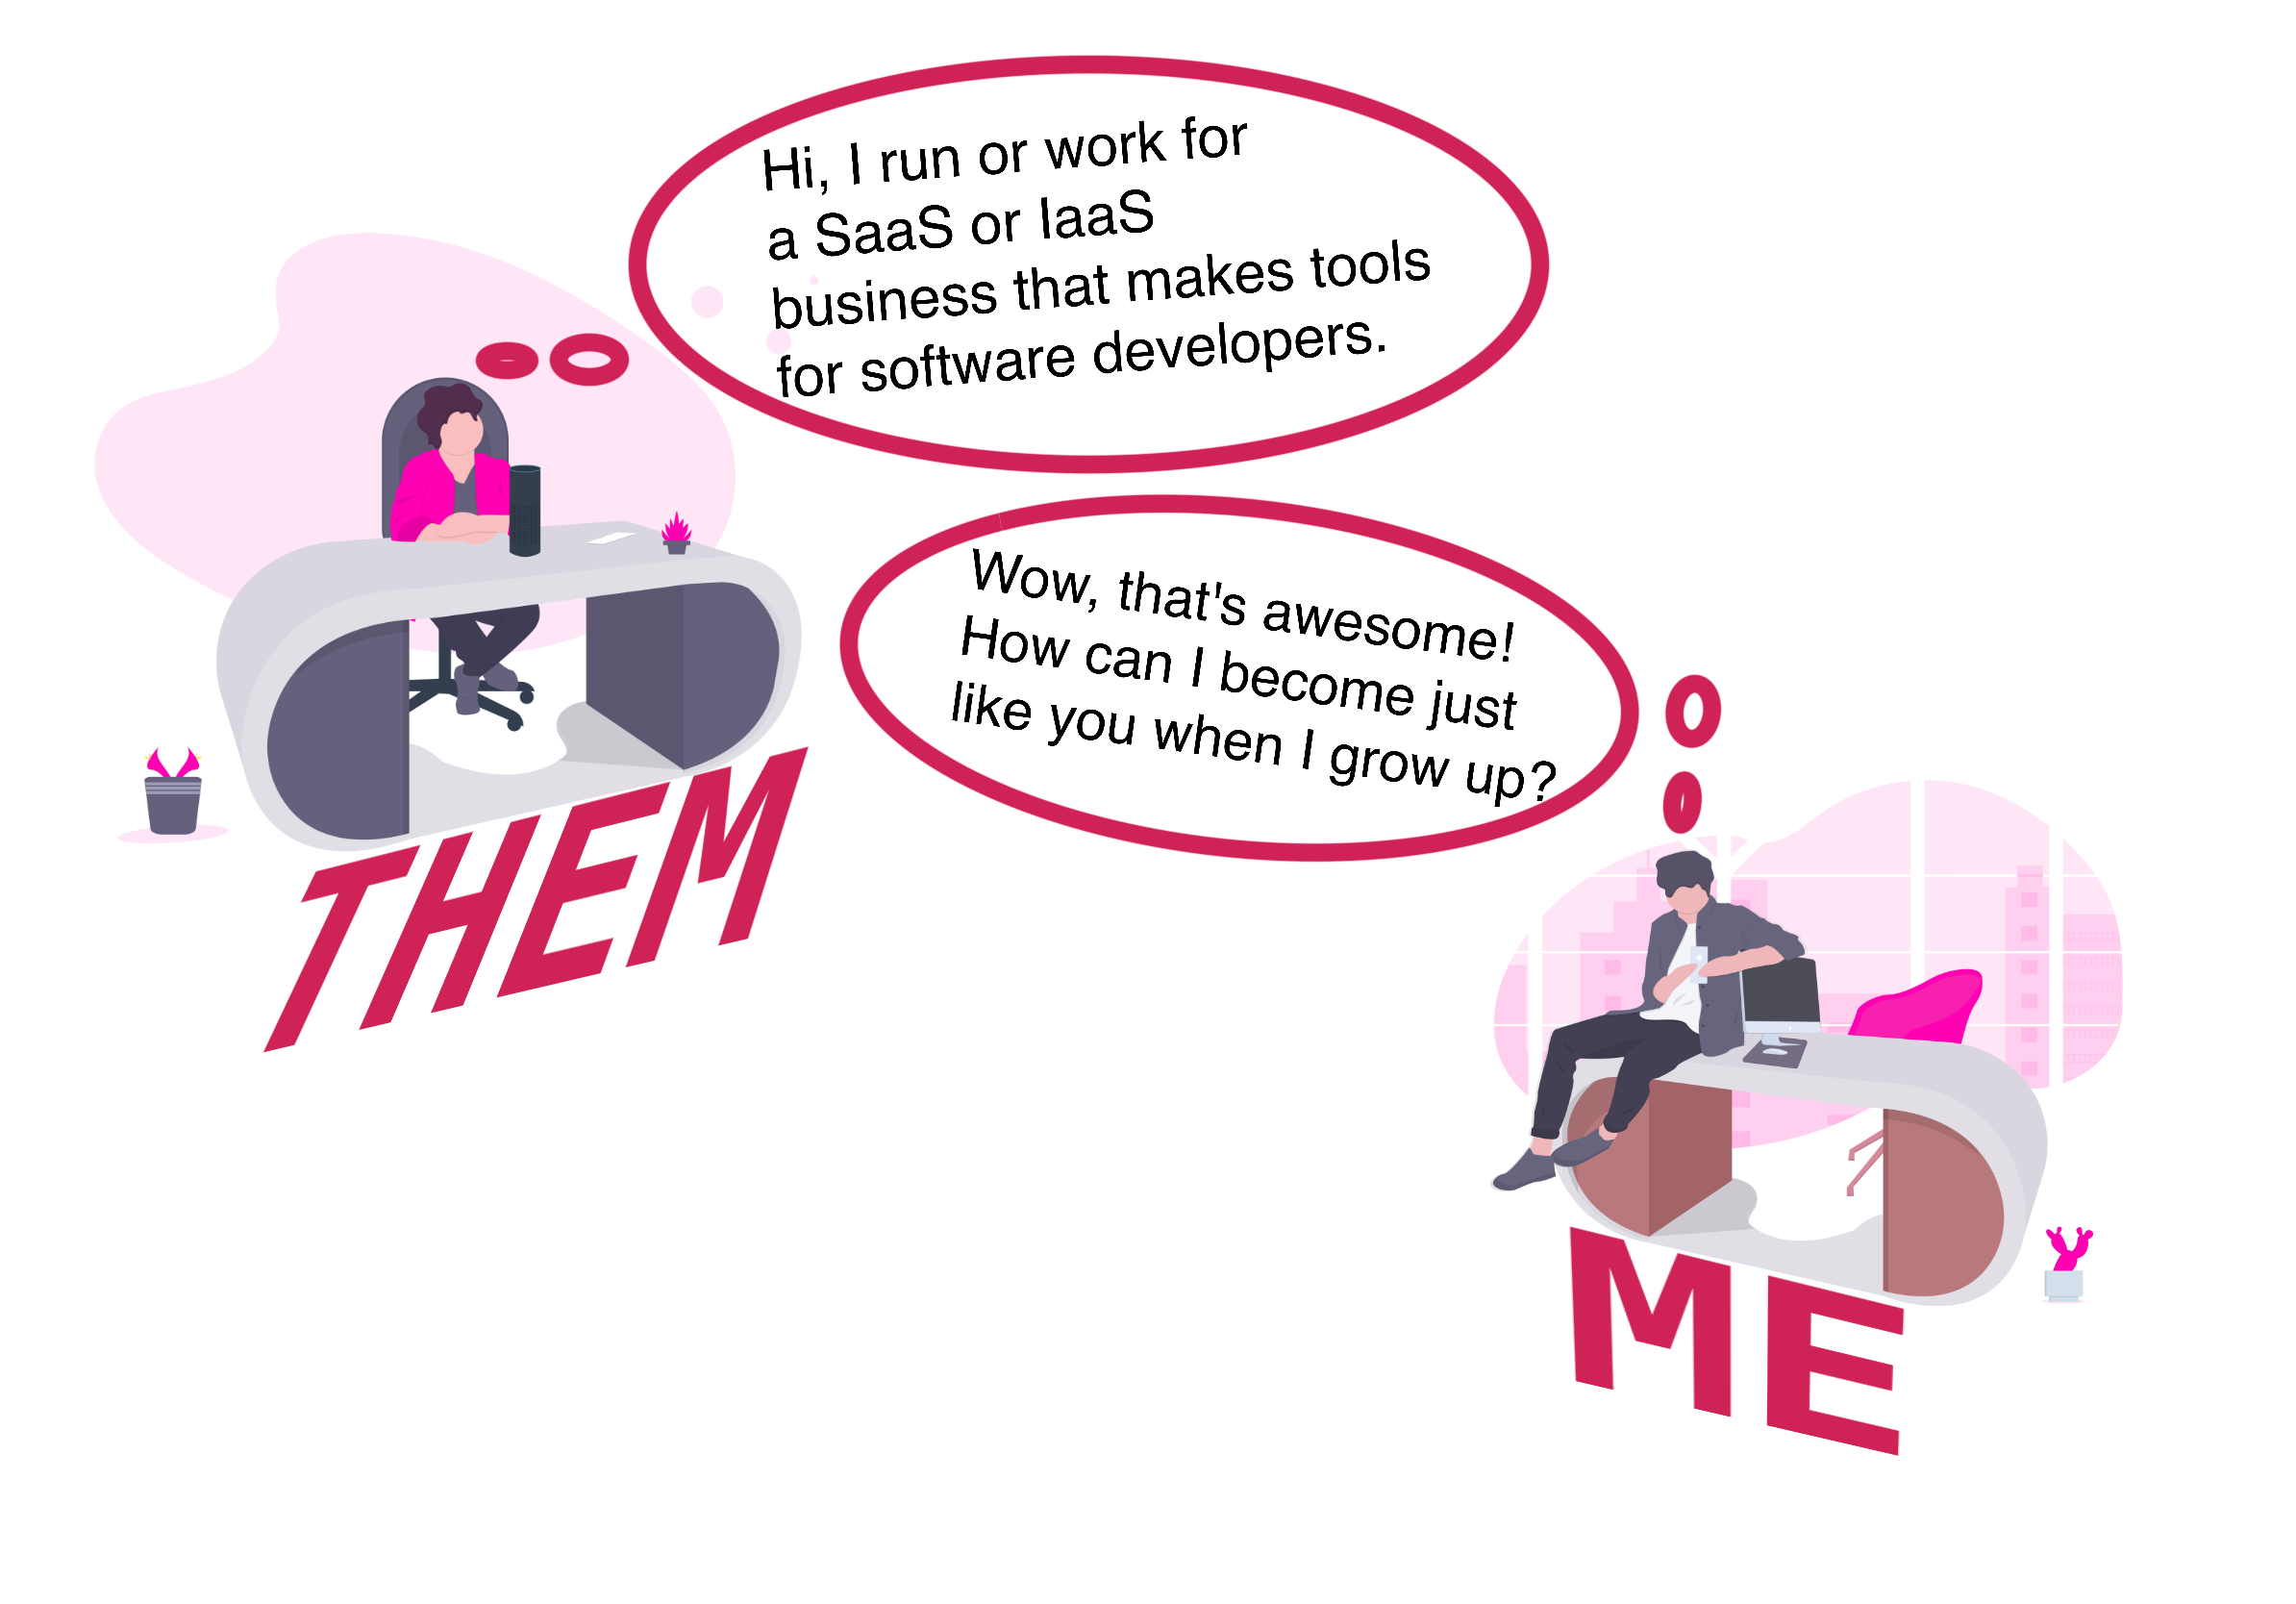 Hi, I run or work for
a SaaS or IaaS
business that makes tools
for software developers.
Wow, that's awesome!
How can I become just
like you when I grow up?
THEM
ME